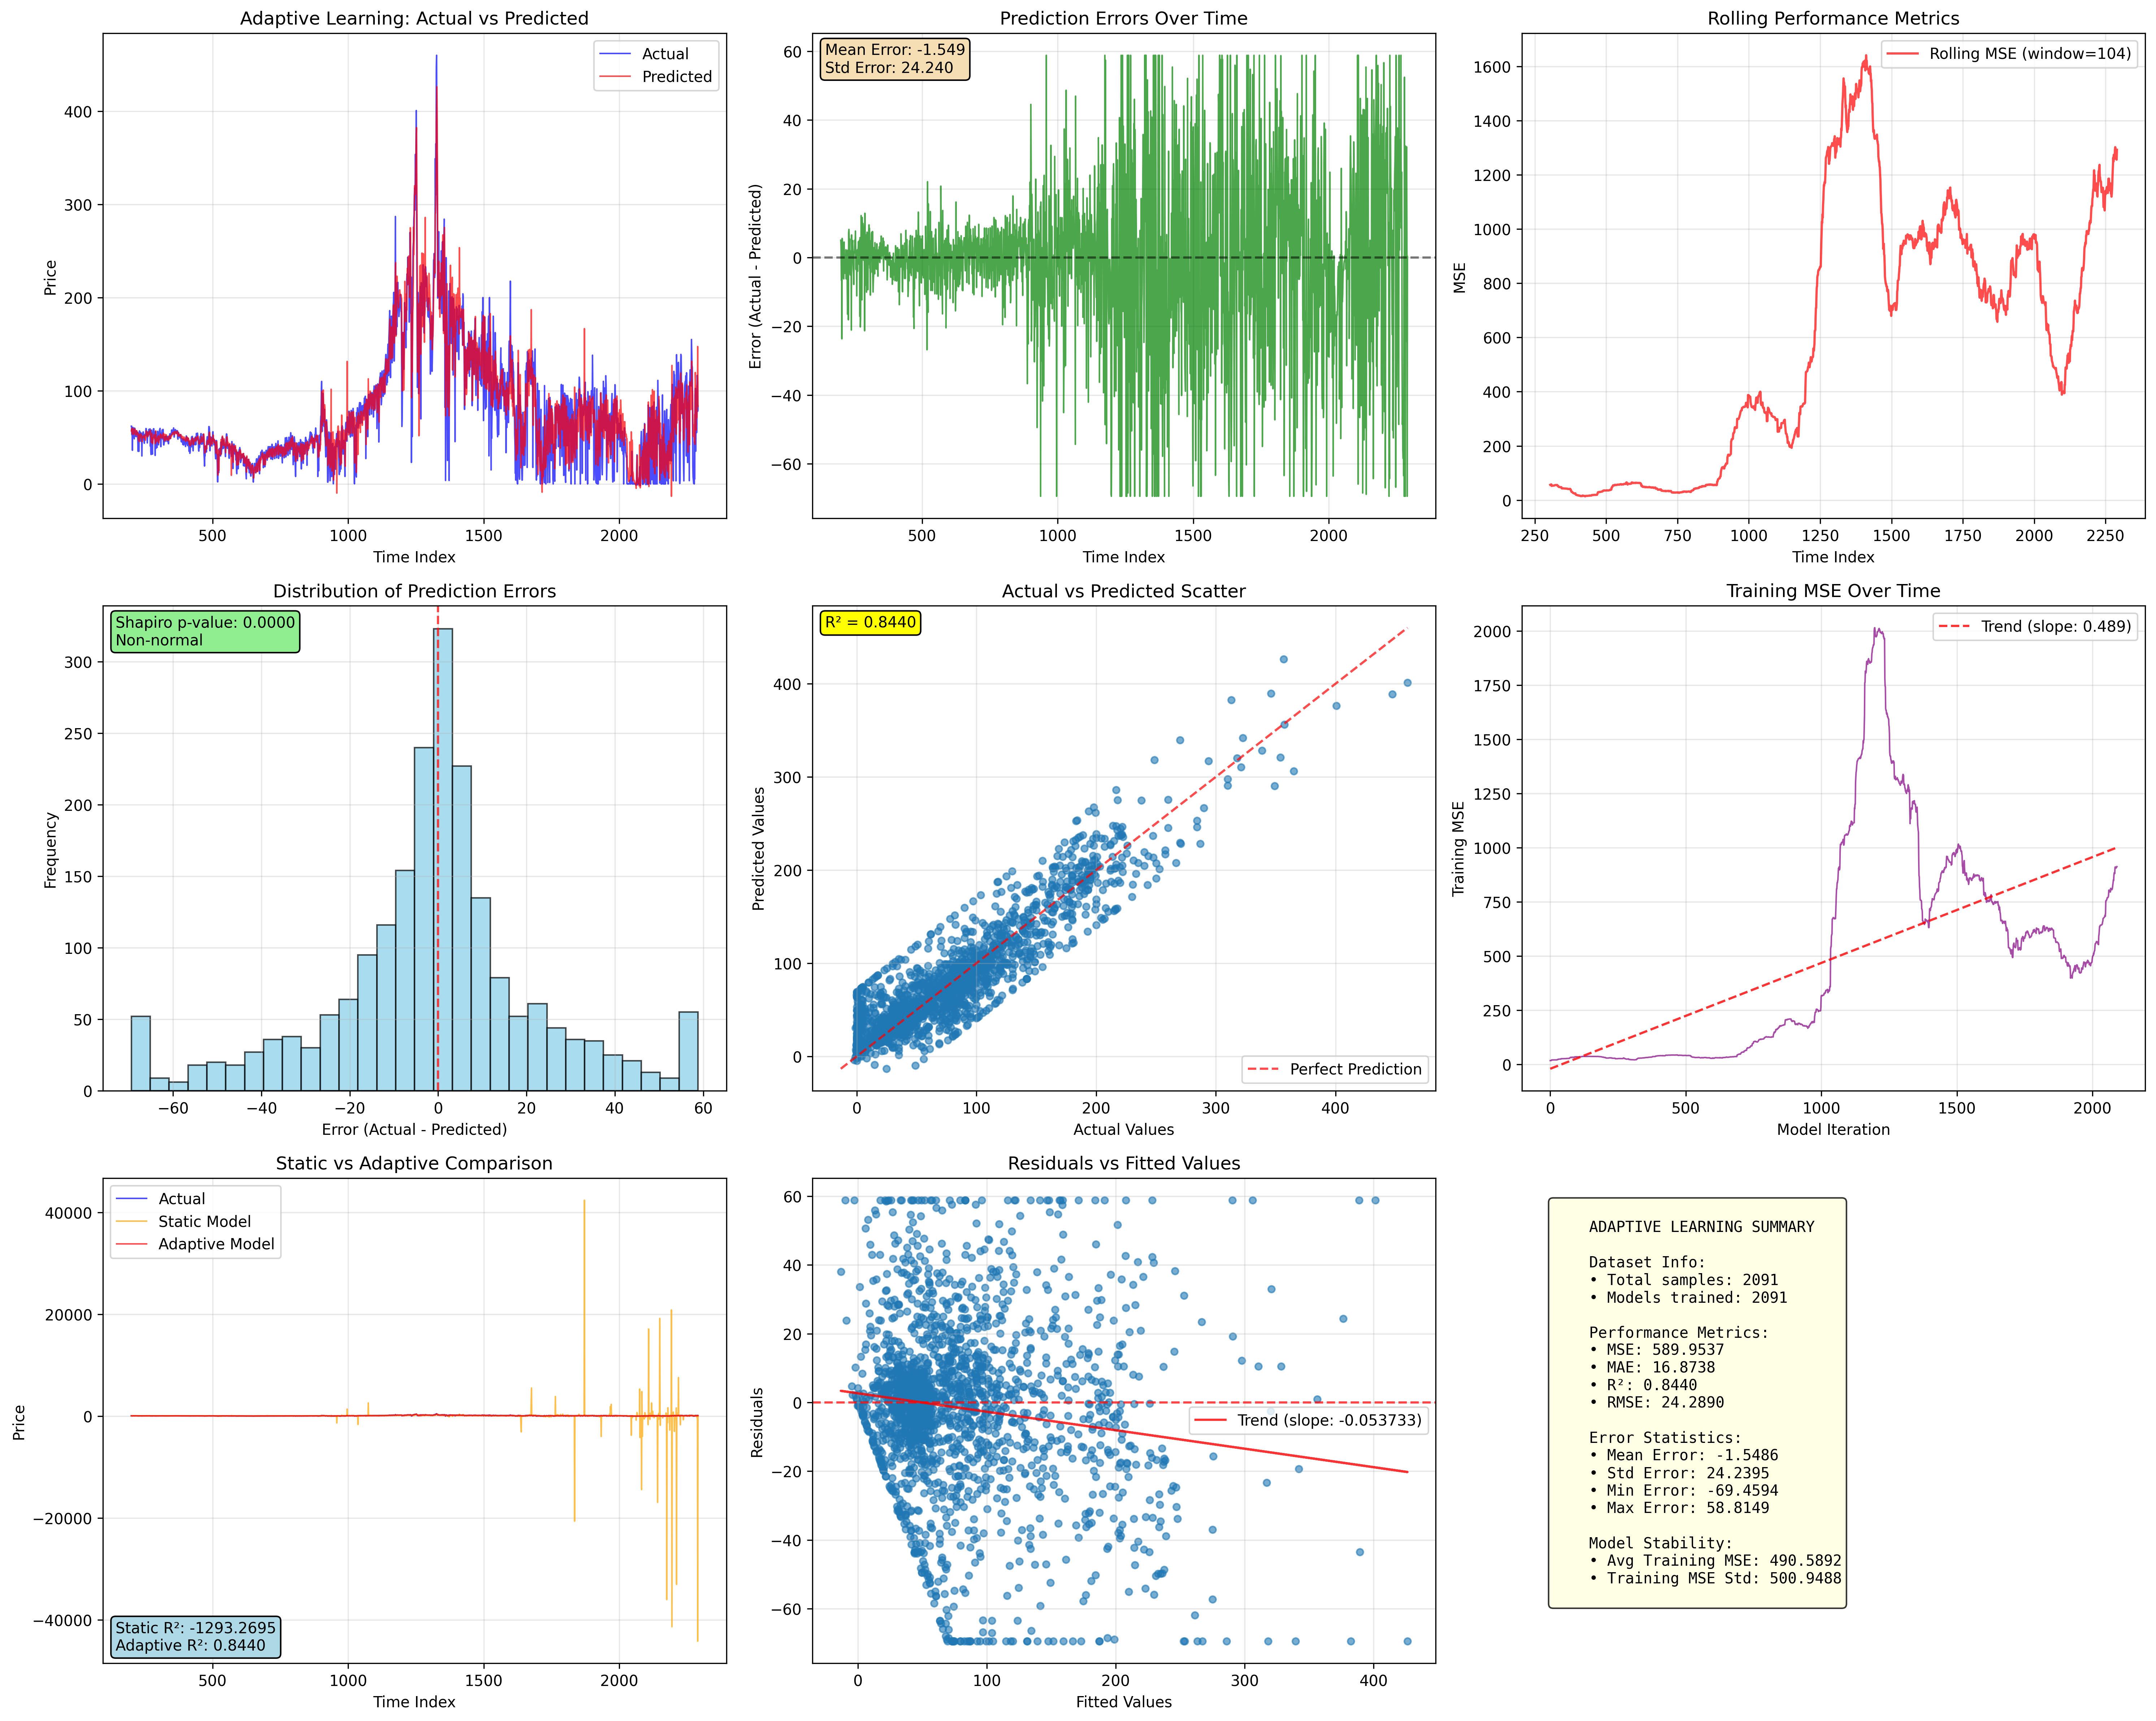 Adaptive Learning: Actual vs Predicted
Actual
Predicted
Price
400
300
200
100
0
500
1000
1500
2000
Time Index
Prediction Errors Over Time
Mean Error: -1.549
Std Error: 24.240
Error (Actual - Predicted)
60
40
20
0
−20
−40
−60
500
1000
1500
2000
Time Index
Rolling Performance Metrics
Rolling MSE (window=104)
MSE
1600
1400
1200
1000
800
600
400
200
0
250
500
750
1000
1250
1500
1750
2000
2250
Time Index
Distribution of Prediction Errors
Shapiro p-value: 0.0000
Non-normal
Frequency
300
250
200
150
100
50
0
−60
−40
−20
0
20
40
60
Error (Actual - Predicted)
Actual vs Predicted Scatter
R² = 0.8440
Predicted Values
400
300
200
100
0
Perfect Prediction
0
100
200
300
400
Actual Values
Training MSE Over Time
Trend (slope: 0.489)
Training MSE
2000
1750
1500
1250
1000
750
500
250
0
0
500
1000
1500
2000
Model Iteration
Static vs Adaptive Comparison
Actual
Static Model
Adaptive Model
Price
40000
20000
0
−20000
−40000
Static R²: -1293.2695
Adaptive R²: 0.8440
500
1000
1500
2000
Time Index
Residuals vs Fitted Values
Residuals
60
40
20
0
−20
−40
−60
Trend (slope: -0.053733)
0
100
200
300
400
Fitted Values
ADAPTIVE LEARNING SUMMARY
Dataset Info:
• Total samples: 2091
• Models trained: 2091
Performance Metrics:
• MSE: 589.9537
• MAE: 16.8738
• R²: 0.8440
• RMSE: 24.2890
Error Statistics:
• Mean Error: -1.5486
• Std Error: 24.2395
• Min Error: -69.4594
• Max Error: 58.8149
Model Stability:
• Avg Training MSE: 490.5892
• Training MSE Std: 500.9488